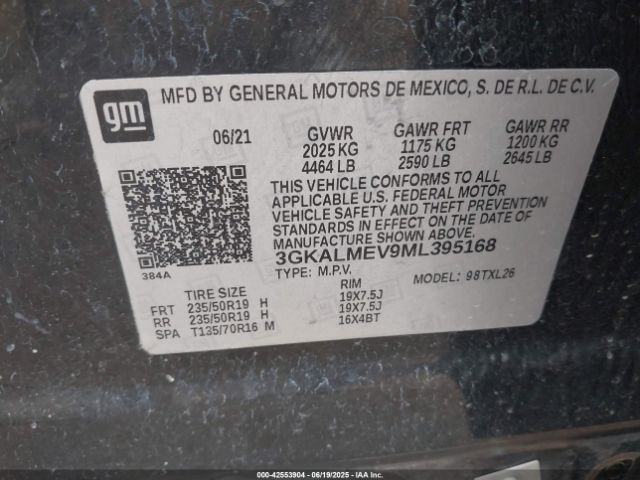 gm
MFD BY GENERAL MOTORS DE MEXICO, S. DE R.L. DE C.V.
06/21 GVWR GAWR FRT GAWR RR
2025 KG 1175 KG 1200 KG
4464 LB 2590 LB 2645 LB
THIS VEHICLE CONFORMS TO ALL
APPLICABLE U.S. FEDERAL MOTOR
VEHICLE SAFETY AND THEFT PREVENTION
STANDARDS IN EFFECT ON THE DATE OF
MANUFACTURE SHOWN ABOVE.
3GKALMEV9ML395168
384A
TYPE: M.P.V. MODEL: 98TXL26
TIRE SIZE RIM
FRT 235/50R19 H 19X7.5J
RR 235/50R19 H 19X7.5J
SPA T135/70R16 M 16X4BT
000-42553904 - 06/19/2025 - IAA Inc.